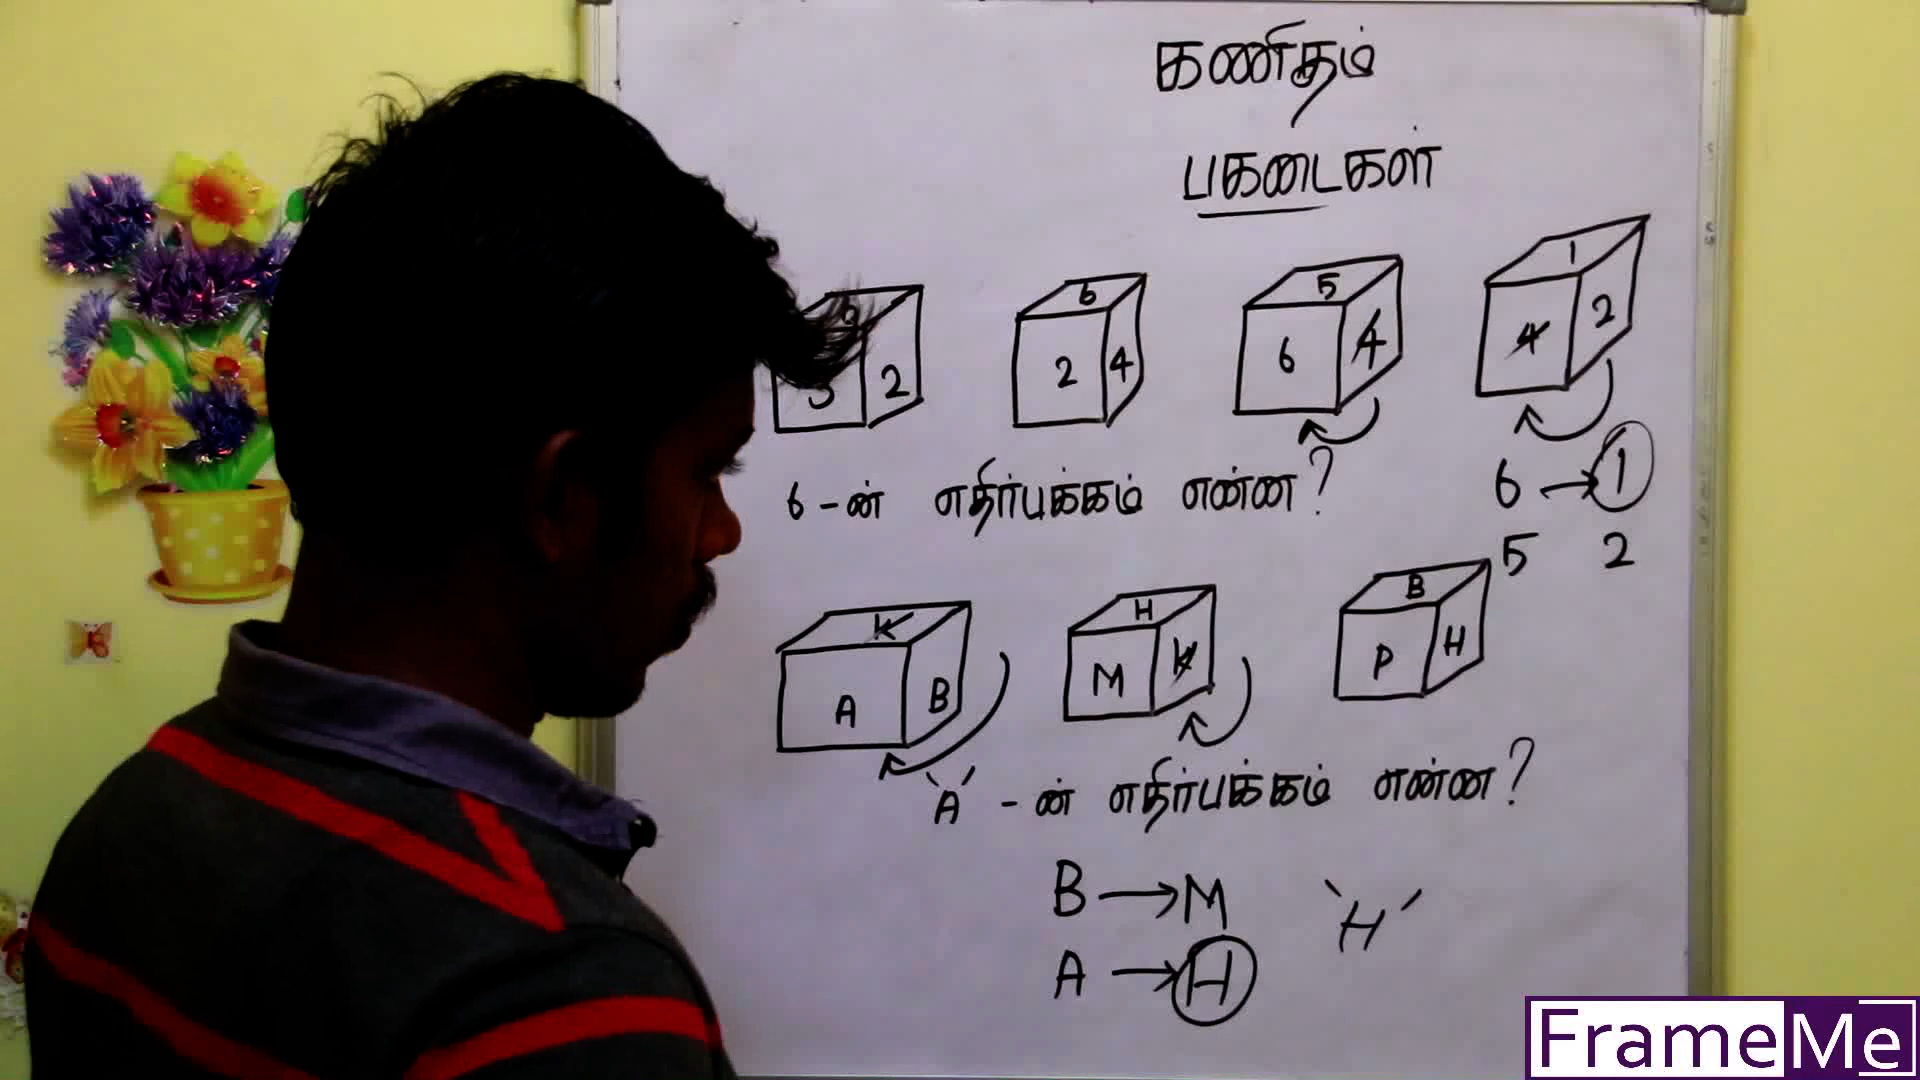 கணிதம்
பகடைகள்
2
6
2 4
5
6 4
1
4 2
6-ன் எதிர்பக்கம் என்ன?
6 → 1
5 2
K
A B
H
M K
B
P H
'A' -ன் எதிர்பக்கம் என்ன?
B → M
A → H
'H'
FrameMe